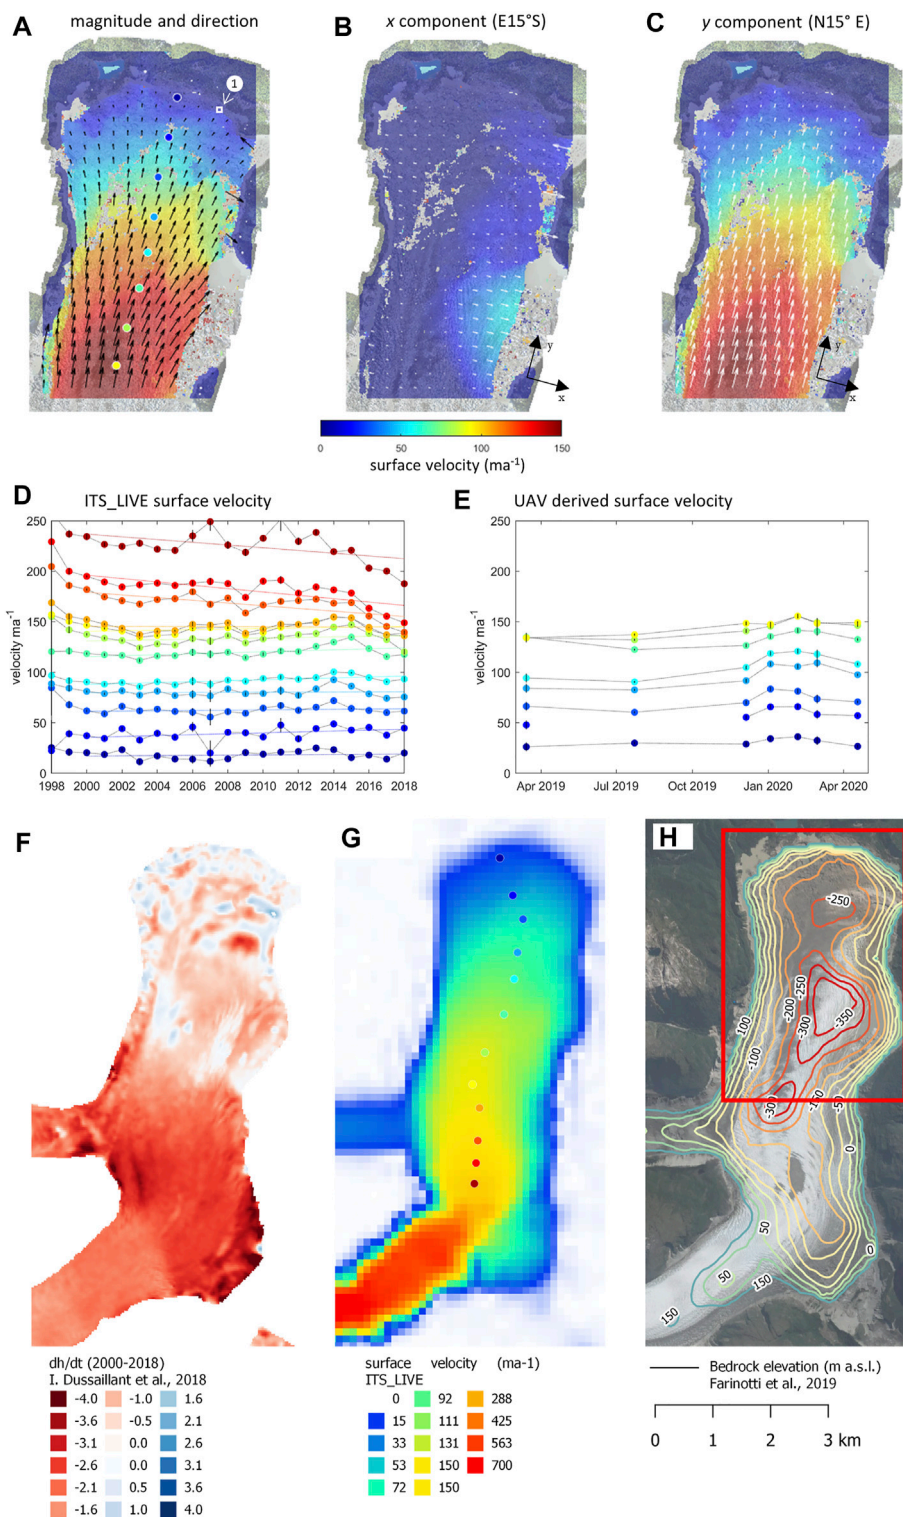 A magnitude and direction
B x component (E15°S)
C y component (N15° E)
1
y
x
y
x
0 50 100 150
surface velocity (ma-1)
D ITS_LIVE surface velocity
E UAV derived surface velocity
velocity ma-1
250
200
150
100
50
0
1998 2000 2002 2004 2006 2008 2010 2012 2014 2016 2018
velocity ma-1
250
200
150
100
50
0
Apr 2019 Jul 2019 Oct 2019 Jan 2020 Apr 2020
F
G
H
-250
-250
-200
-300
-350
100
-100
-300
-150
-50
0
50
0
50
150
150
dh/dt (2000-2018)
I. Dussaillant et al., 2018
-4.0 -1.0 1.6
-3.6 -0.5 2.1
-3.1 0.0 2.6
-2.6 0.0 3.1
-2.1 0.5 3.6
-1.6 1.0 4.0
surface velocity (ma-1)
ITS_LIVE
0 92 288
15 111 425
33 131 563
53 150 700
72 150
Bedrock elevation (m a.s.l.)
Farinotti et al., 2019
0 1 2 3 km